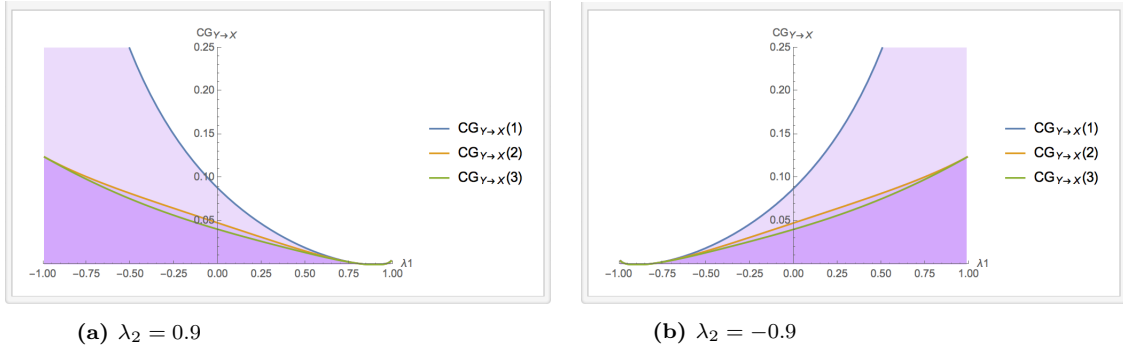 CG_{Y→X}
0.25
0.20
0.15
0.10
0.05
-1.00 -0.75 -0.50 -0.25 0.00 0.25 0.50 0.75 1.00
λ1
CG_{Y→X}(1)
CG_{Y→X}(2)
CG_{Y→X}(3)
(a) λ₂ = 0.9
CG_{Y→X}
0.25
0.20
0.15
0.10
0.05
-1.00 -0.75 -0.50 -0.25 0.00 0.25 0.50 0.75 1.00
λ1
CG_{Y→X}(1)
CG_{Y→X}(2)
CG_{Y→X}(3)
(b) λ₂ = −0.9